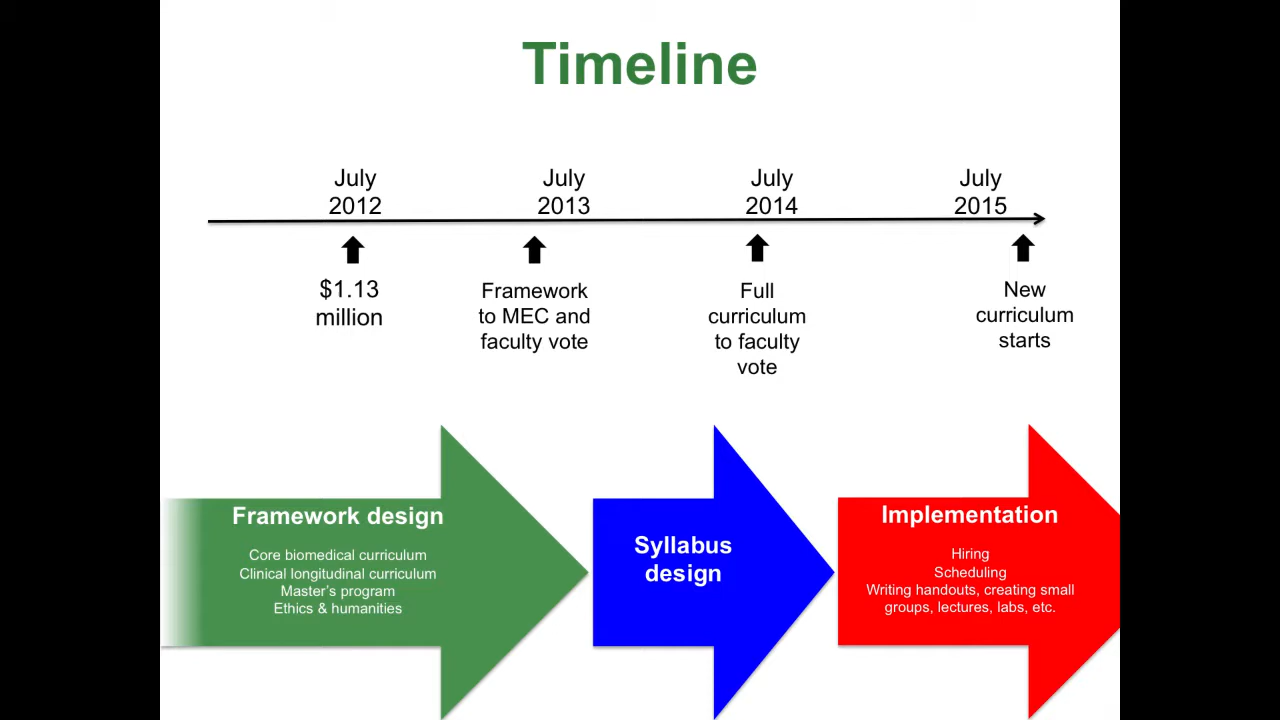 Timeline
July
2012
July
2013
July
2014
July
2015
$1.13
million
Framework
to MEC and
faculty vote
Full
curriculum
to faculty
vote
New
curriculum
starts
Framework design
Core biomedical curriculum
Clinical longitudinal curriculum
Master's program
Ethics & humanities
Syllabus
design
Implementation
Hiring
Scheduling
Writing handouts, creating small
groups, lectures, labs, etc.